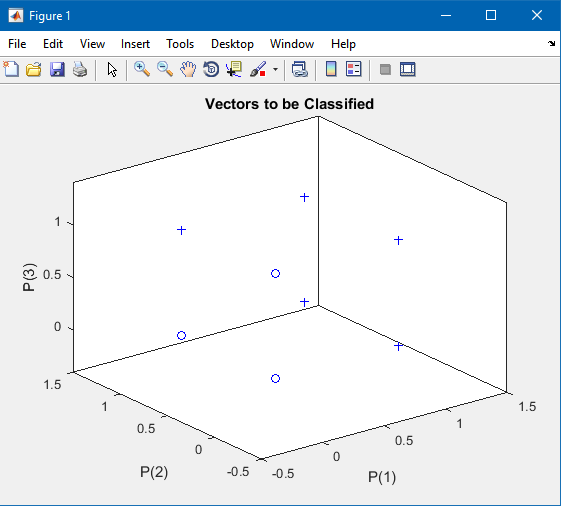 Figure 1
File Edit View Insert Tools Desktop Window Help
Vectors to be Classified
P(3)
1
0.5
0
1.5
1
0.5
0
-0.5
P(2)
-0.5
0
0.5
1
1.5
P(1)